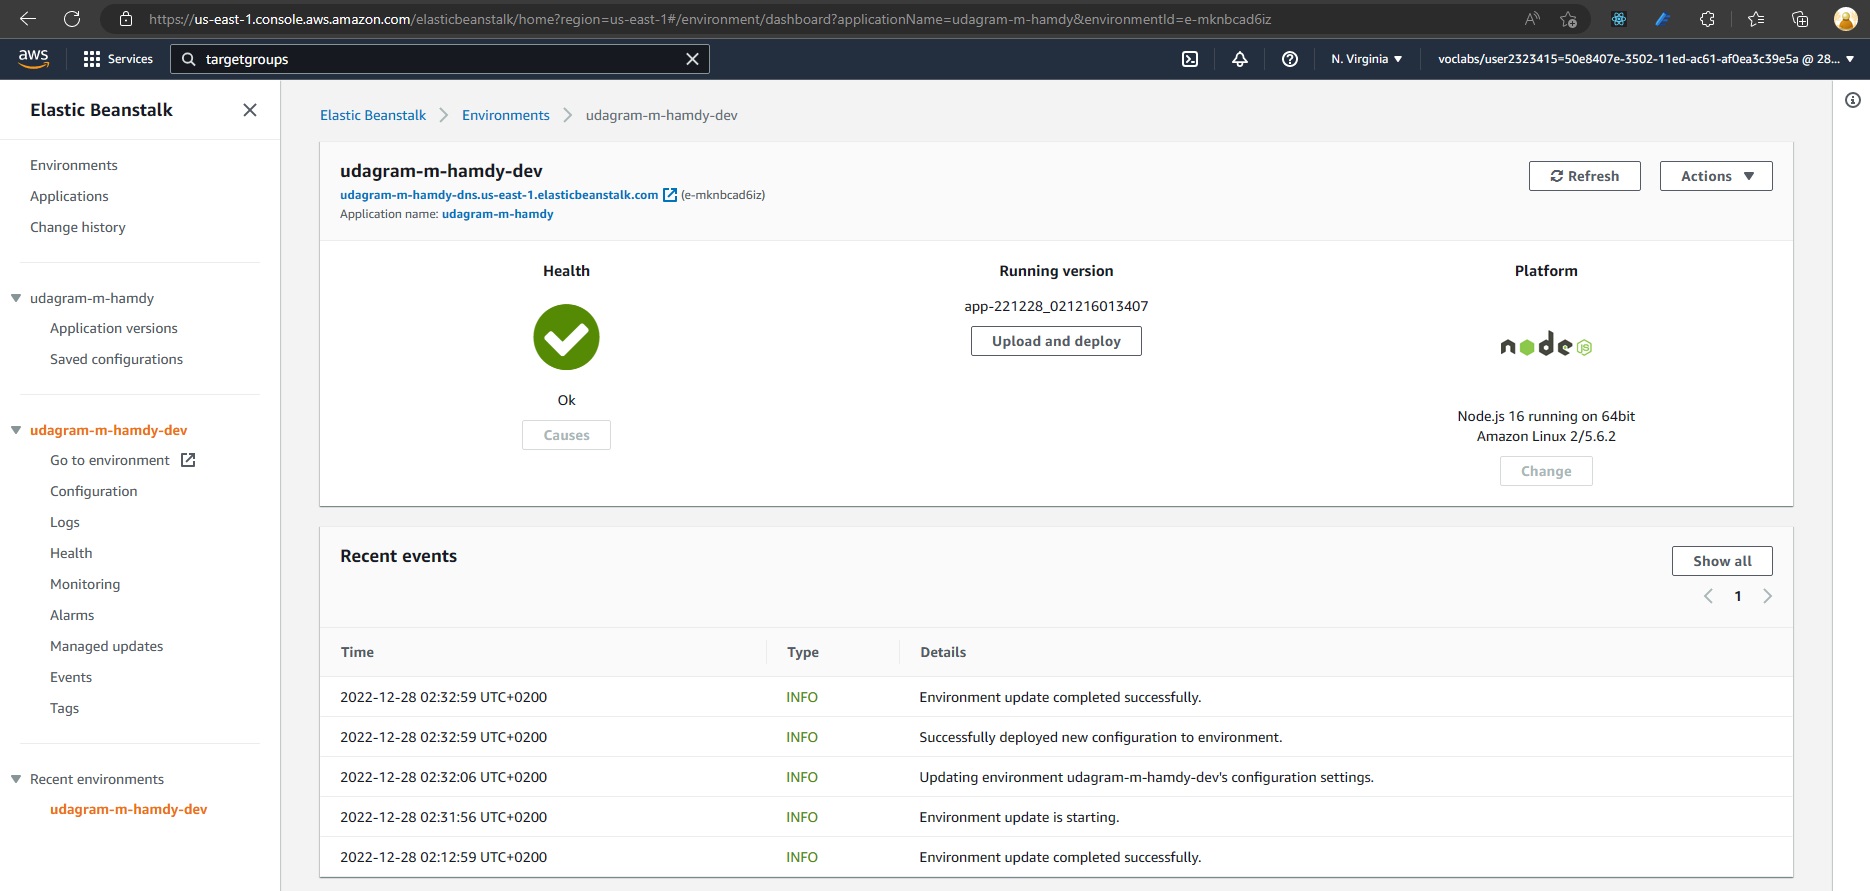 https://us-east-1.console.aws.amazon.com/elasticbeanstalk/home?region=us-east-1#/environment/dashboard?applicationName=udagram-m-hamdy&environmentId=e-mknbcad6iz
aws
Services
targetgroups
N. Virginia
voclabs/user2323415=50e8407e-3502-11ed-ac61-af0ea3c39e5a @ 28...
Elastic Beanstalk
Environments
Applications
Change history
udagram-m-hamdy
Application versions
Saved configurations
udagram-m-hamdy-dev
Go to environment
Configuration
Logs
Health
Monitoring
Alarms
Managed updates
Events
Tags
Recent environments
udagram-m-hamdy-dev
Elastic Beanstalk > Environments > udagram-m-hamdy-dev
udagram-m-hamdy-dev
udagram-m-hamdy-dns.us-east-1.elasticbeanstalk.com (e-mknbcad6iz)
Application name: udagram-m-hamdy
Refresh
Actions
Health
Ok
Causes
Running version
app-221228_021216013407
Upload and deploy
Platform
node JS
Node.js 16 running on 64bit
Amazon Linux 2/5.6.2
Change
Recent events
Show all
1
Time Type Details
2022-12-28 02:32:59 UTC+0200 INFO Environment update completed successfully.
2022-12-28 02:32:59 UTC+0200 INFO Successfully deployed new configuration to environment.
2022-12-28 02:32:06 UTC+0200 INFO Updating environment udagram-m-hamdy-dev's configuration settings.
2022-12-28 02:31:56 UTC+0200 INFO Environment update is starting.
2022-12-28 02:12:59 UTC+0200 INFO Environment update completed successfully.